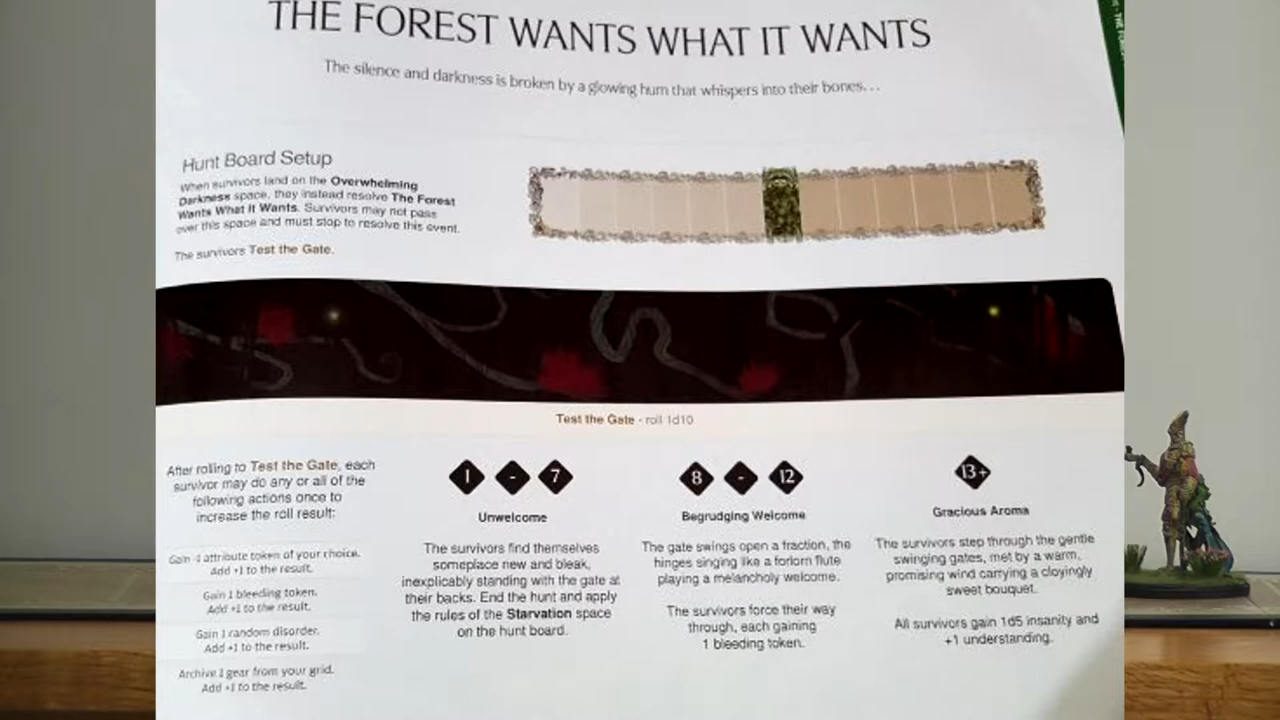 THE FOREST WANTS WHAT IT WANTS
The silence and darkness is broken by a glowing hum that whispers into their bones...
Hunt Board Setup
When survivors land on the Overwhelming
Darkness space, they instead resolve The Forest
Wants What It Wants. Survivors may not pass
over this space and must stop to resolve this event.
The survivors Test the Gate.
Test the Gate - roll 1d10
After rolling to Test the Gate, each
survivor may do any or all of the
following actions once to
increase the roll result:
Gain -1 attribute token of your choice.
Add +1 to the result.
Gain 1 bleeding token.
Add +1 to the result.
Gain 1 random disorder.
Add +1 to the result.
Archive 1 gear from your grid.
Add +1 to the result.
1 - 7
Unwelcome
The survivors find themselves
someplace new and bleak,
inexplicably standing with the gate at
their backs. End the hunt and apply
the rules of the Starvation space
on the hunt board.
8 - 12
Begrudging Welcome
The gate swings open a fraction, the
hinges singing like a forlorn flute
playing a melancholy welcome.
The survivors force their way
through, each gaining
1 bleeding token.
13+
Gracious Aroma
The survivors step through the gentle
swinging gates, met by a warm,
promising wind carrying a cloyingly
sweet bouquet.
All survivors gain 1d5 insanity and
+1 understanding.